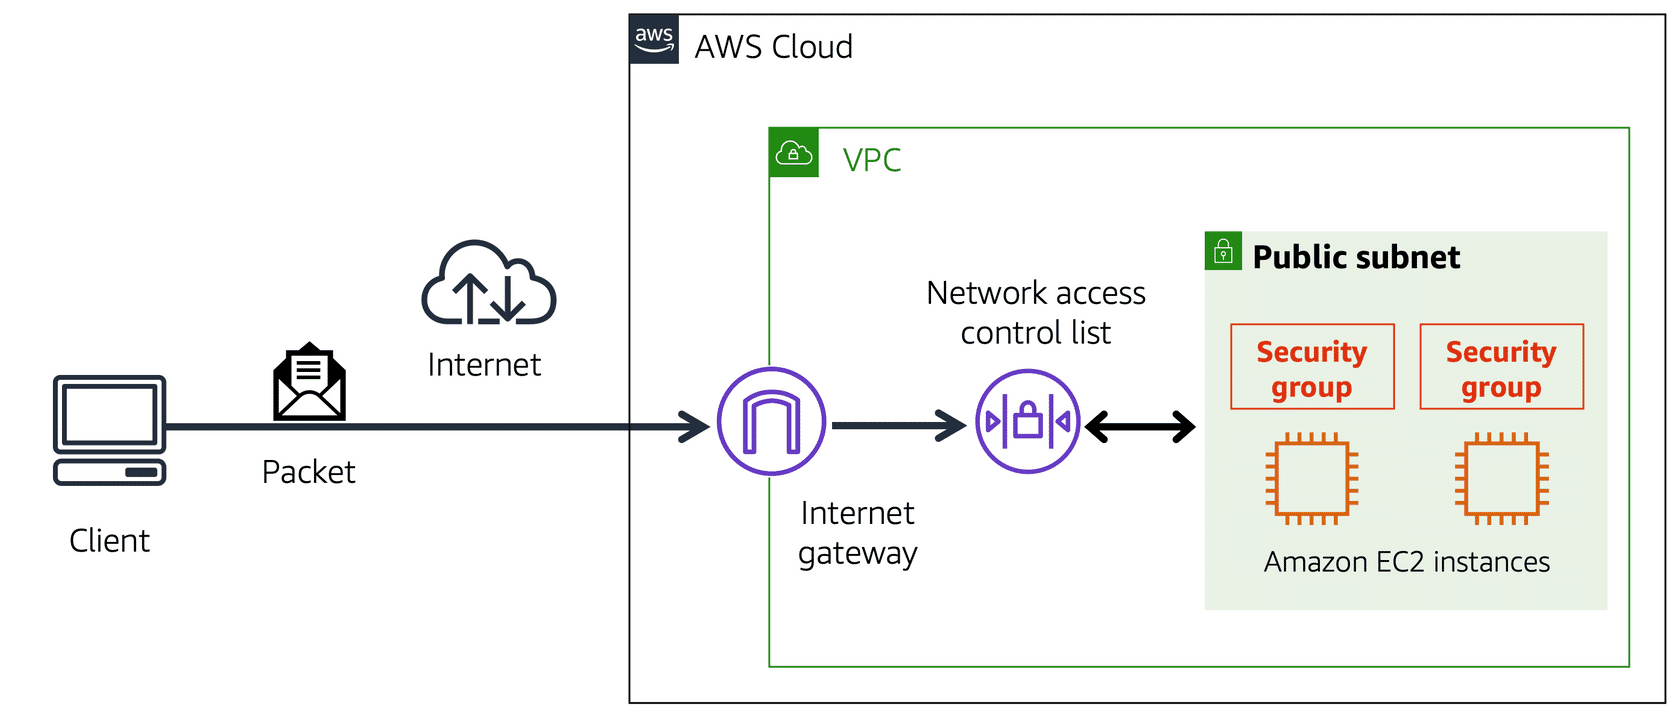 aws
AWS Cloud
VPC
Public subnet
Network access
control list
Security
group
Security
group
Internet
Packet
Client
Internet
gateway
Amazon EC2 instances